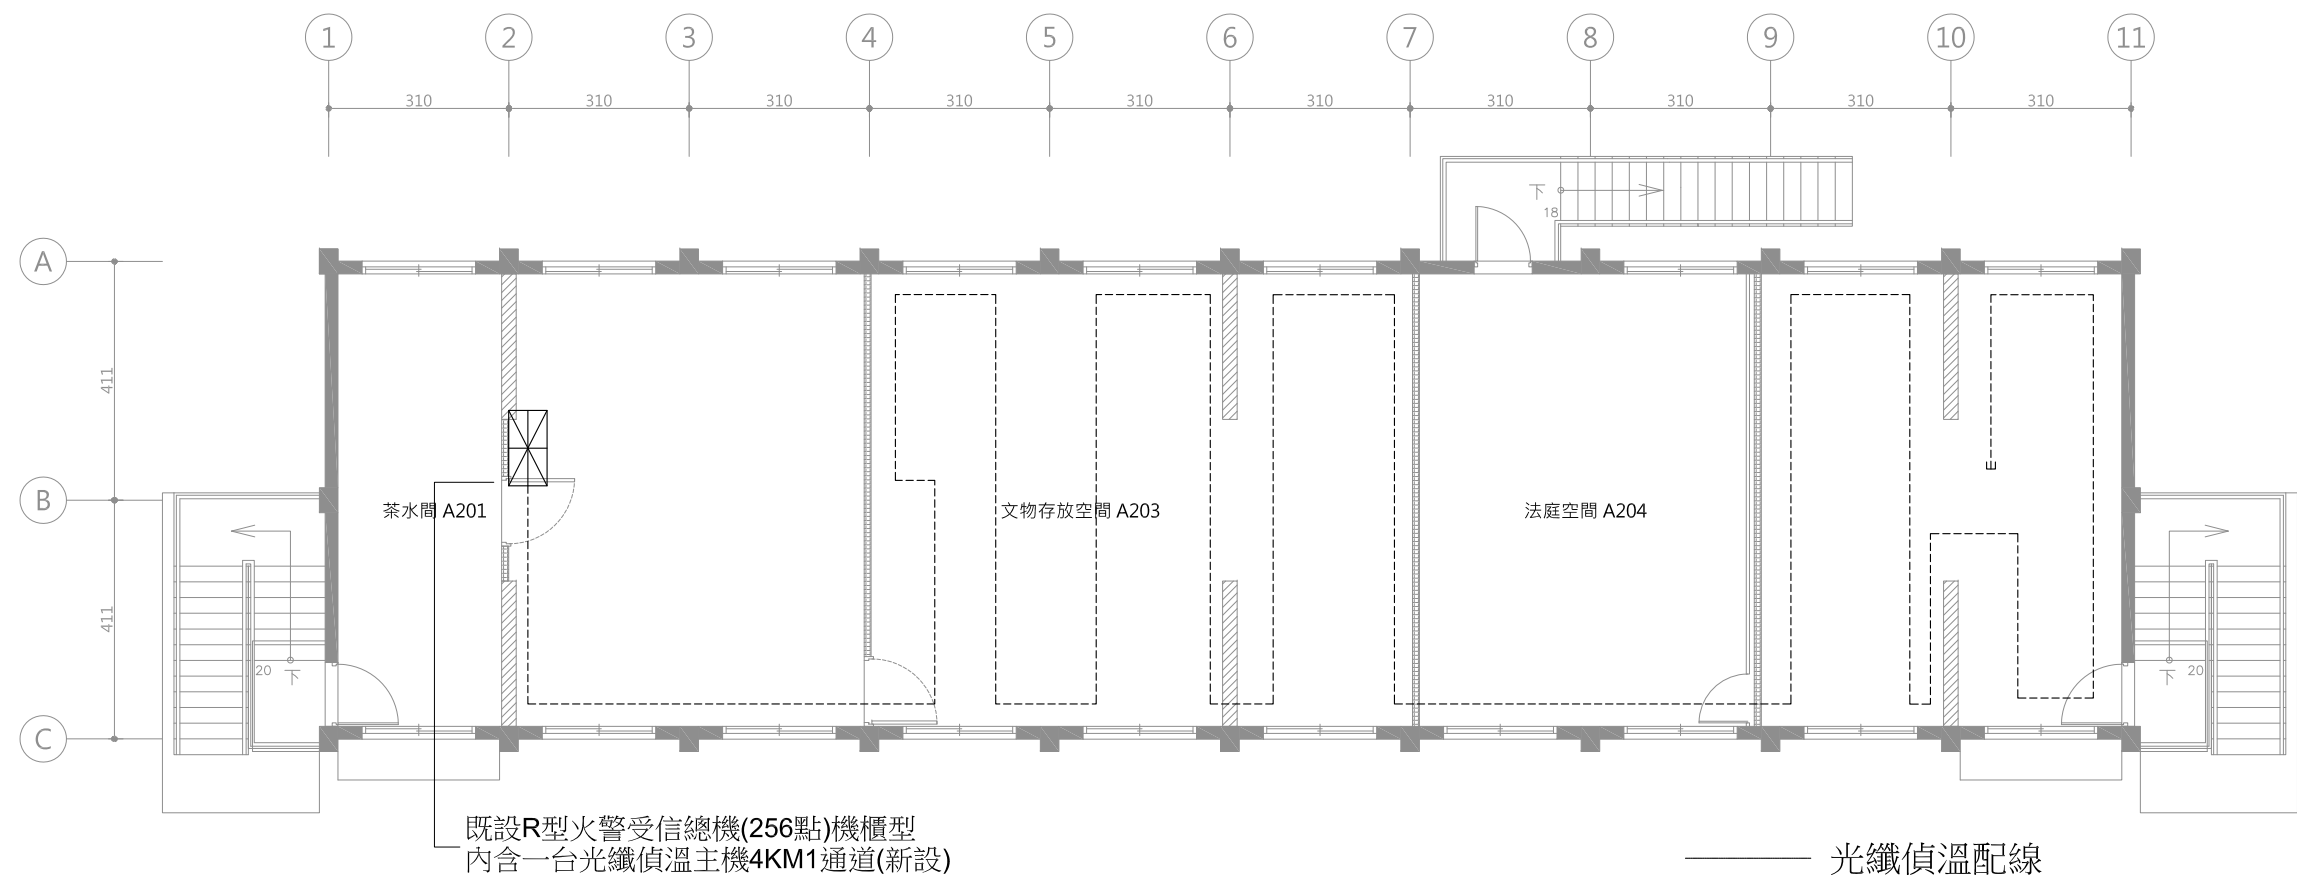 1 2 3 4 5 6 7 8 9 10 11
310 310 310 310 310 310 310 310 310 310
下
18
A
411
B
茶水間 A201
文物存放空間 A203
法庭空間 A204
411
20 下
下 20
C
既設R型火警受信總機(256點)機櫃型
內含一台光纖偵溫主機4KM1通道(新設)
光纖偵溫配線